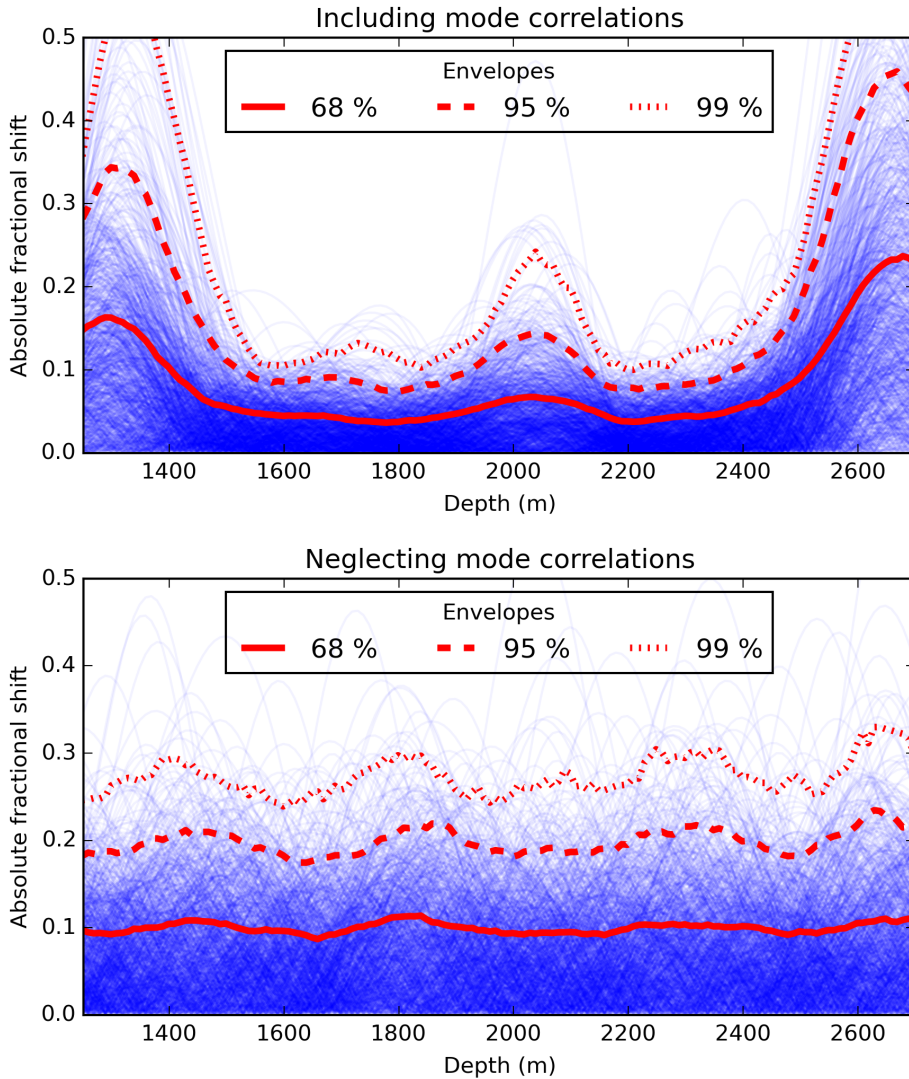 Including mode correlations
Envelopes
68 % 95 % 99 %
0.5
0.4
0.3
0.2
0.1
0.0
Absolute fractional shift
1400 1600 1800 2000 2200 2400 2600
Depth (m)
Neglecting mode correlations
Envelopes
68 % 95 % 99 %
0.5
0.4
0.3
0.2
0.1
0.0
Absolute fractional shift
1400 1600 1800 2000 2200 2400 2600
Depth (m)